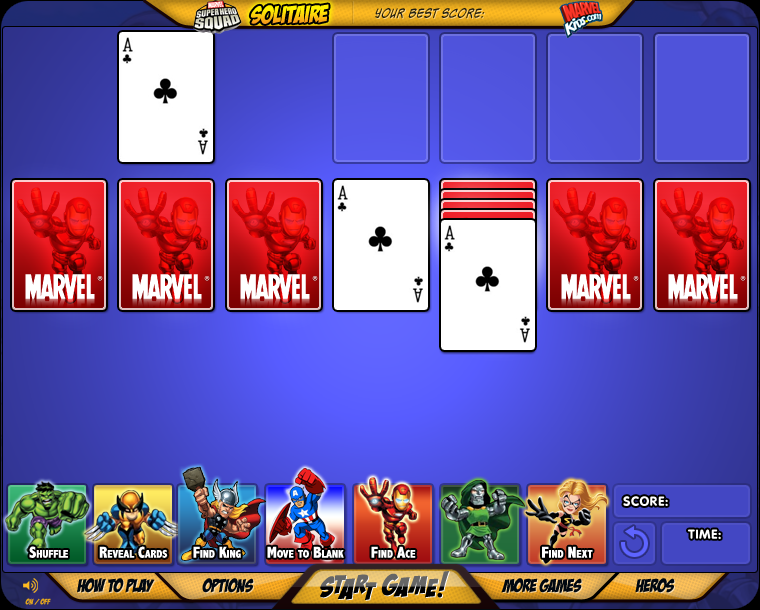 MARVEL
SUPER HERO
SQUAD
SOLITAIRE
YOUR BEST SCORE:
MARVEL
KIDS.COM
A
A
MARVEL
MARVEL
MARVEL
A
A
A
A
MARVEL
MARVEL
SHUFFLE
REVEAL CARDS
FIND KING
MOVE TO BLANK
FIND ACE
FIND NEXT
SCORE:
TIME:
ON / OFF
HOW TO PLAY
OPTIONS
START GAME!
MORE GAMES
HEROS